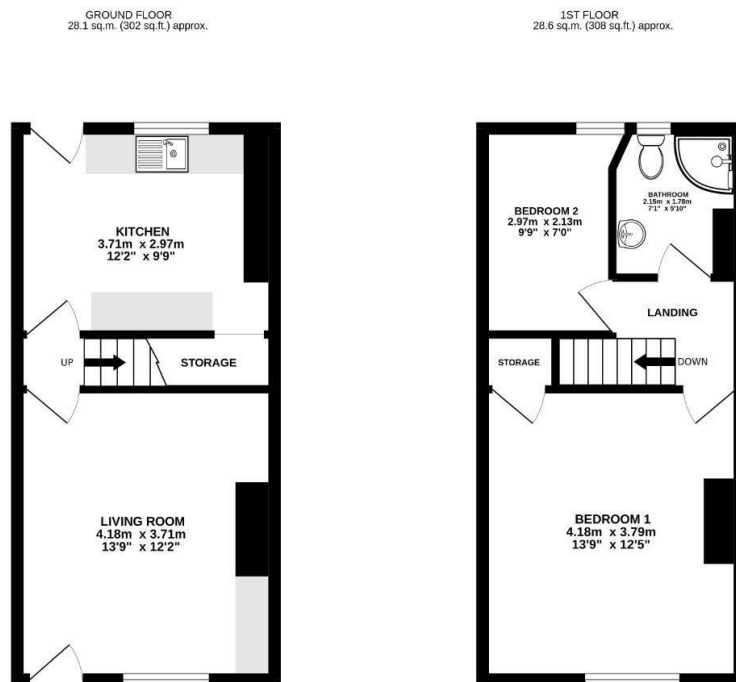 GROUND FLOOR
28.1 sq.m. (302 sq.ft.) approx.
KITCHEN
3.71m x 2.97m
12'2" x 9'9"
UP
STORAGE
LIVING ROOM
4.18m x 3.71m
13'9" x 12'2"
1ST FLOOR
28.6 sq.m. (308 sq.ft.) approx.
BEDROOM 2
2.97m x 2.13m
9'9" x 7'0"
BATHROOM
2.15m x 1.78m
7'1" x 5'10"
LANDING
STORAGE
DOWN
BEDROOM 1
4.18m x 3.79m
13'9" x 12'5"